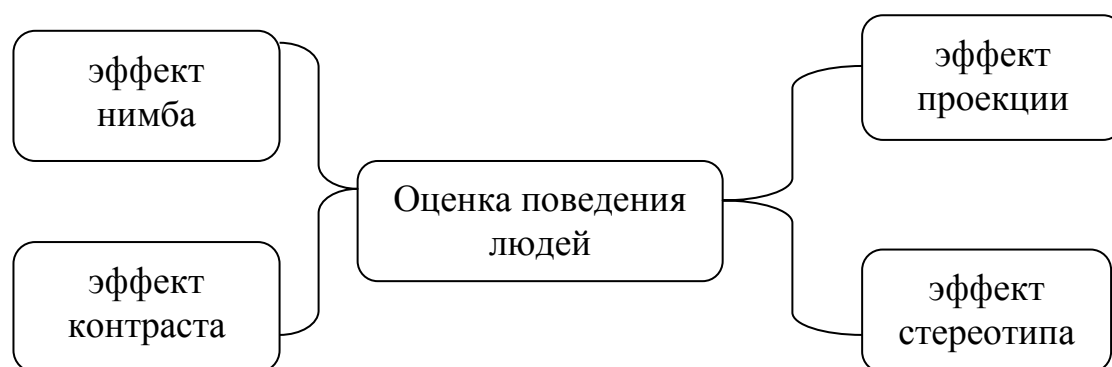 эффект
нимба
эффект
проекции
Оценка поведения
людей
эффект
контраста
эффект
стереотипа